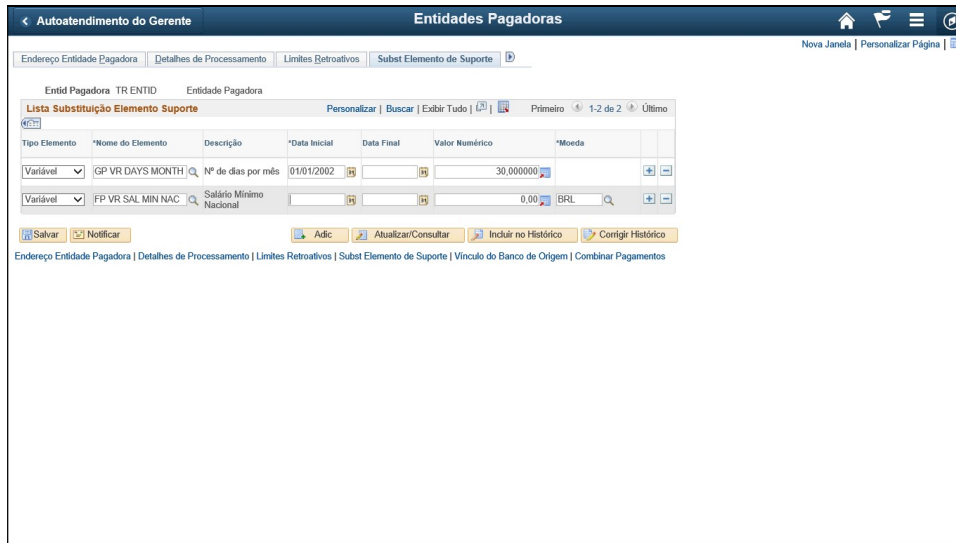 Autoatendimento do Gerente
Entidades Pagadoras
Nova Janela | Personalizar Página |
Endereço Entidade Pagadora
Detalhes de Processamento
Limites Retroativos
Subst Elemento de Suporte
Entid Pagadora TR ENTID Entidade Pagadora
Lista Substituição Elemento Suporte
Personalizar | Buscar | Exibir Tudo | | Primeiro 1-2 de 2 Último
Tipo Elemento *Nome do Elemento Descrição *Data Inicial Data Final Valor Numérico *Moeda
Variável GP VR DAYS MONTH Nº de dias por mês 01/01/2002 30,000000
Variável FP VR SAL MIN NAC Salário Mínimo Nacional 0,00 BRL
Salvar Notificar Adic Atualizar/Consultar Incluir no Histórico Corrigir Histórico
Endereço Entidade Pagadora | Detalhes de Processamento | Limites Retroativos | Subst Elemento de Suporte | Vínculo do Banco de Origem | Combinar Pagamentos